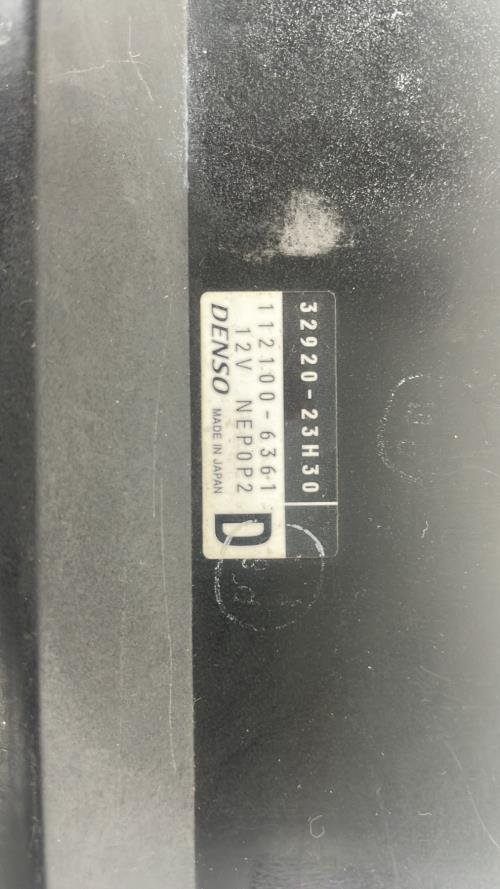 32920-23H30
112100-6361
12V NEP0P2
DENSO MADE IN JAPAN
D